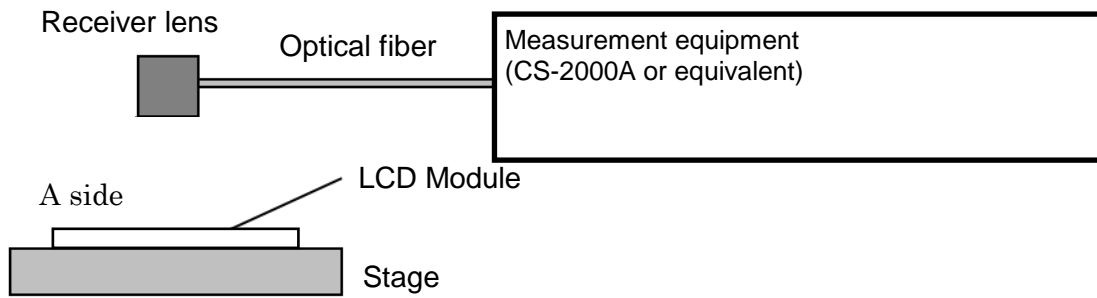 Receiver lens
Optical fiber
Measurement equipment
(CS-2000A or equivalent)
LCD Module
A side
Stage